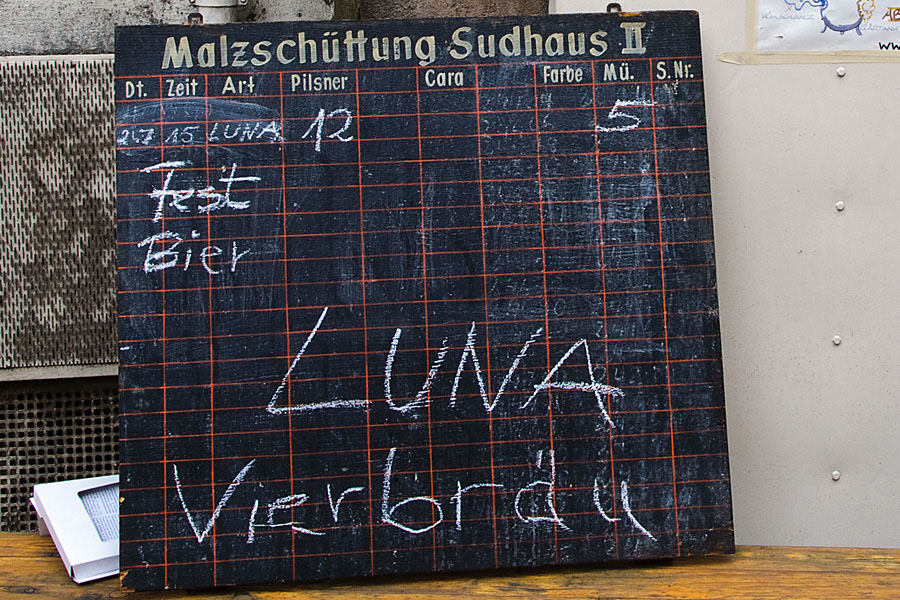 Malzschüttung Sudhaus II
Dt. Zeit Art Pilsner Cara Farbe Mü. S.Nr.
2.7 15 LUNA 12 5
Fest
Bier
LUNA
Vierbräu